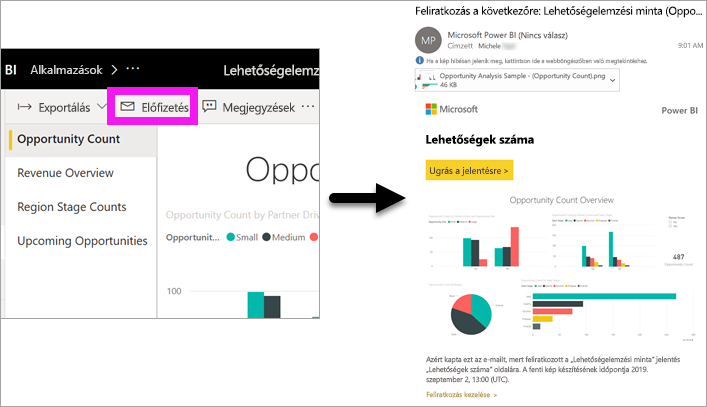 BI Alkalmazások > ···
Lehetőségelemz
Exportálás
Előfizetés
Megjegyzések ···
Opportunity Count
Revenue Overview
Region Stage Counts
Upcoming Opportunities
Oppo
Opportunity Count by Partner Driv
Opportunit... Small Medium
100
Feliratkozás a következőre: Lehetőségelemzési minta (Oppo...
MP
Microsoft Power BI (Nincs válasz)
Címzett Michele
9:01 AM
Ha a kép hibásan jelenik meg, kattintson ide a webböngészőben való megtekintéshez.
Opportunity Analysis Sample - (Opportunity Count).png
46 KB
Microsoft
Power BI
Lehetőségek száma
Ugrás a jelentésre >
Opportunity Count Overview
487
Opportunity Count
Azért kapta ezt az e-mailt, mert feliratkozott a „Lehetőségelemzési minta” jelentés
„Lehetőségek száma” oldalára. A fenti kép készítésének időpontja 2019.
szeptember 2, 13:00 (UTC).
Feliratkozás kezelése >